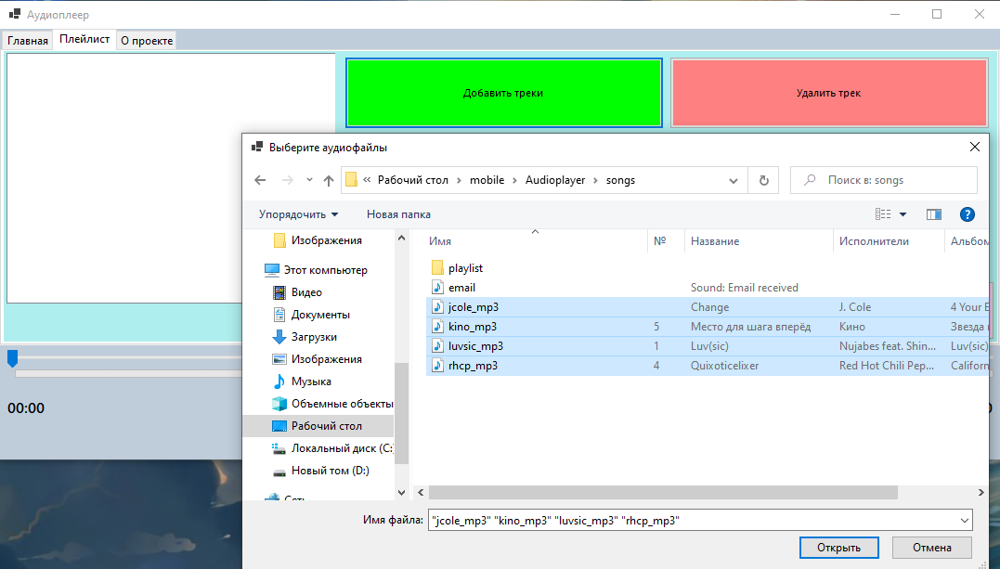 Аудиоплеер
Главная Плейлист О проекте
Добавить треки Удалить трек
Выберите аудиофайлы
« Рабочий стол › mobile › Audioplayer › songs
Поиск в: songs
Упорядочить Новая папка
Изображения
Этот компьютер
Видео
Документы
Загрузки
Изображения
Музыка
Объемные объекты
Рабочий стол
Локальный диск (C:
Новый том (D:)
Сеть
Имя № Название Исполнители Альбом
playlist
email Sound: Email received
jcole_mp3 Change J. Cole 4 Your E
kino_mp3 5 Место для шага вперёд Кино Звезда
luvsic_mp3 1 Luv(sic) Nujabes feat. Shin... Luv(sic)
rhcp_mp3 4 Quixoticelixer Red Hot Chili Pep... Californ
00:00
Имя файла: "jcole_mp3" "kino_mp3" "luvsic_mp3" "rhcp_mp3"
Открыть Отмена